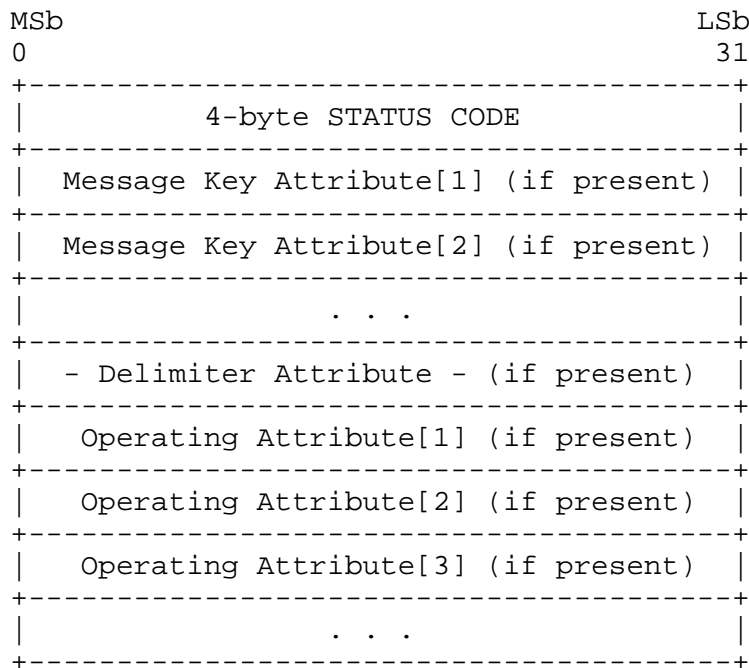 MSb                                    LSb
0                                       31
+----------------------------------------+
|          4-byte STATUS CODE            |
+----------------------------------------+
|  Message Key Attribute[1] (if present) |
+----------------------------------------+
|  Message Key Attribute[2] (if present) |
+----------------------------------------+
|                 . . .                  |
+----------------------------------------+
|  - Delimiter Attribute - (if present)  |
+----------------------------------------+
|   Operating Attribute[1] (if present)  |
+----------------------------------------+
|   Operating Attribute[2] (if present)  |
+----------------------------------------+
|   Operating Attribute[3] (if present)  |
+----------------------------------------+
|                 . . .                  |
+----------------------------------------+